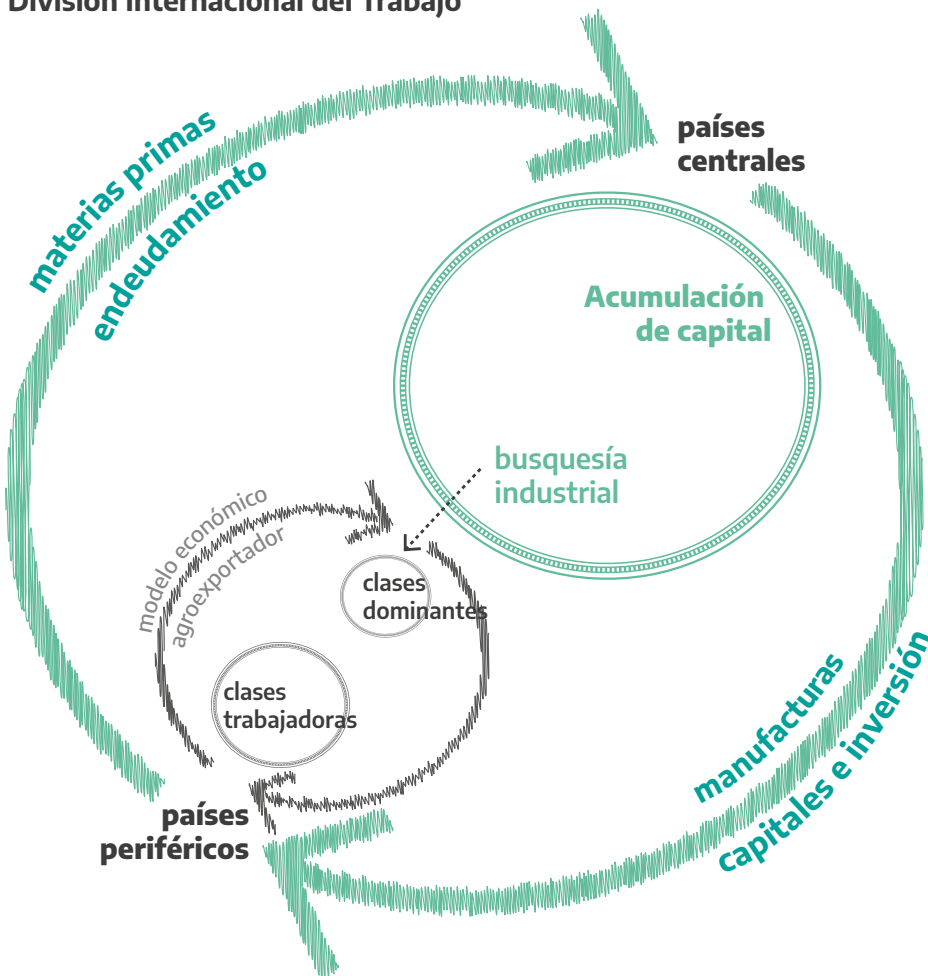 División Internacional del Trabajo
países
centrales
materias primas
endeudamiento
Acumulación
de capital
busquesía
industrial
modelo económico
agroexportador
clases
dominantes
clases
trabajadoras
manufacturas
capitales e inversión
países
periféricos